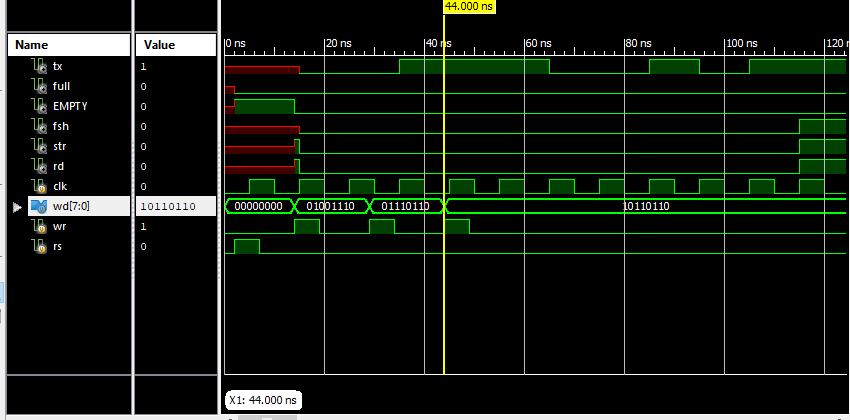 44.000 ns
Name Value 0 ns 20 ns 40 ns 60 ns 80 ns 100 ns 120 n
tx 1
full 0
EMPTY 0
fsh 0
str 0
rd 0
clk 0
wd[7:0] 10110110 00000000 01001110 01110110 10110110
wr 1
rs 0
X1: 44.000 ns